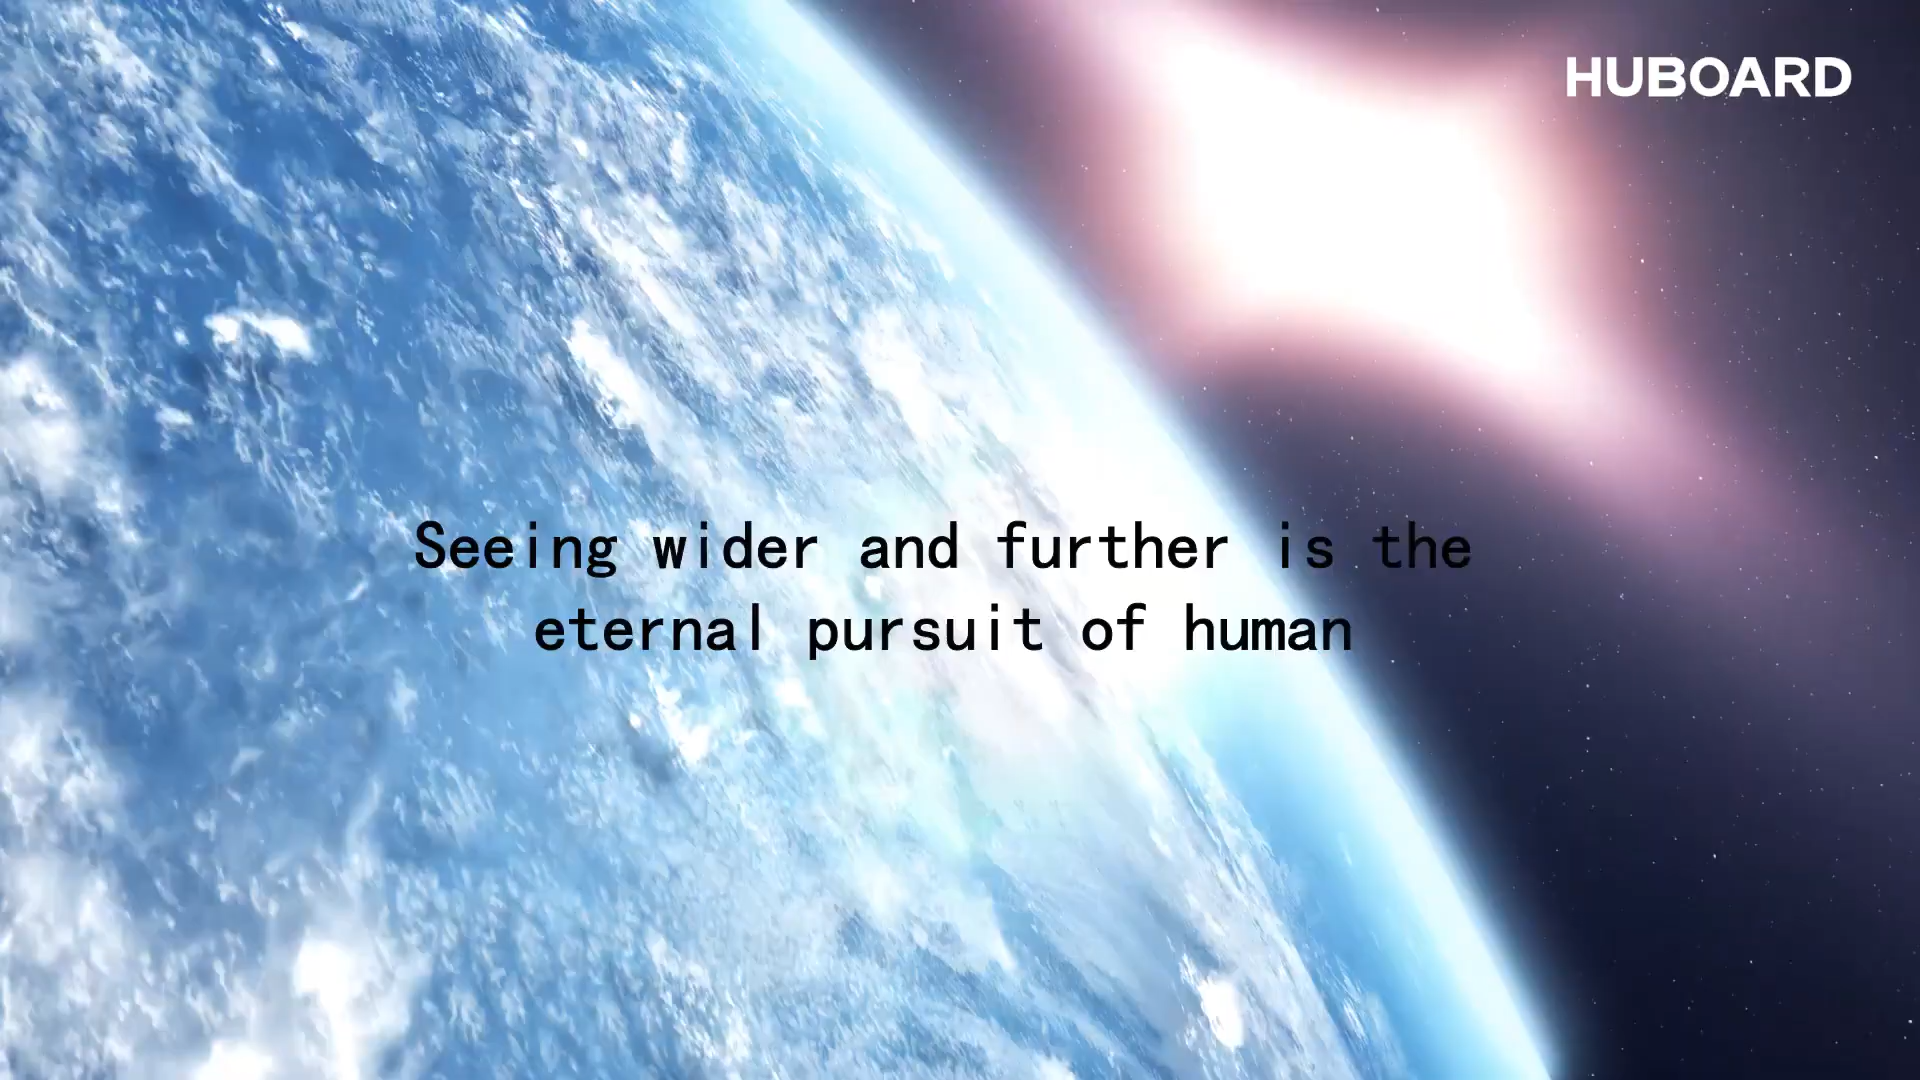 HUBOARD
Seeing wider and further is the
eternal pursuit of human